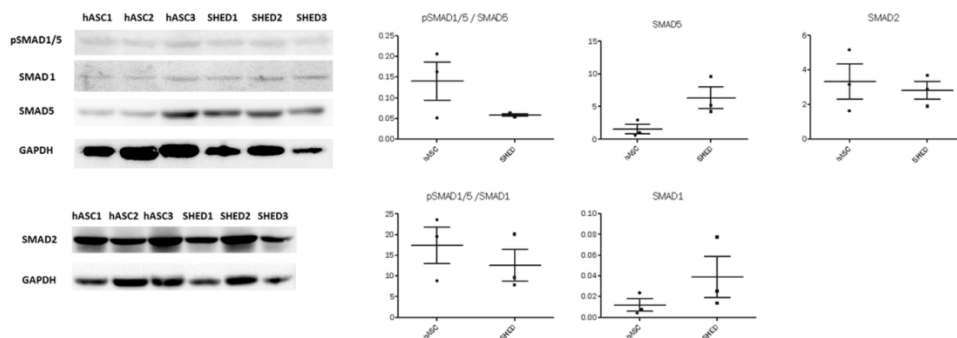 hASC1 hASC2 hASC3 SHED1 SHED2 SHED3
pSMAD1/5
SMAD1
SMAD5
GAPDH
hASC1 hASC2 hASC3 SHED1 SHED2 SHED3
SMAD2
GAPDH
pSMAD1/5 / SMAD5
0.25
0.20
0.15
0.10
0.05
0.00
hASC
SHED
SMAD5
15
10
5
0
hASC
SHED
SMAD2
6
4
2
0
hASC
SHED
pSMAD1/5 /SMAD1
25
20
15
10
5
0
hASC
SHED
SMAD1
0.10
0.08
0.06
0.04
0.02
0.00
hASC
SHED